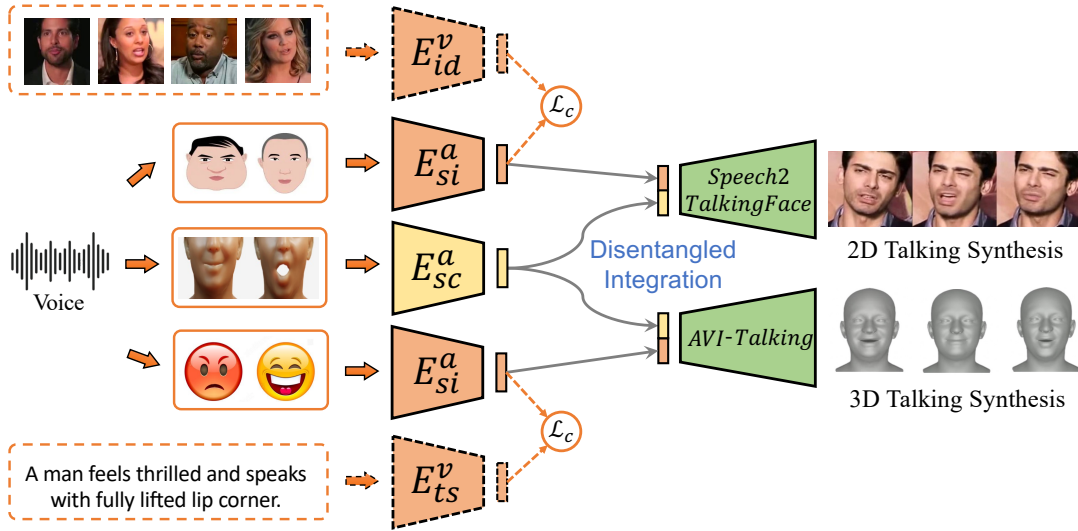 E^v_id
L_c
E^a_si
Speech2
TalkingFace
2D Talking Synthesis
Voice
E^a_sc
Disentangled
Integration
AVI-Talking
3D Talking Synthesis
E^a_si
L_c
A man feels thrilled and speaks
with fully lifted lip corner.
E^v_ts